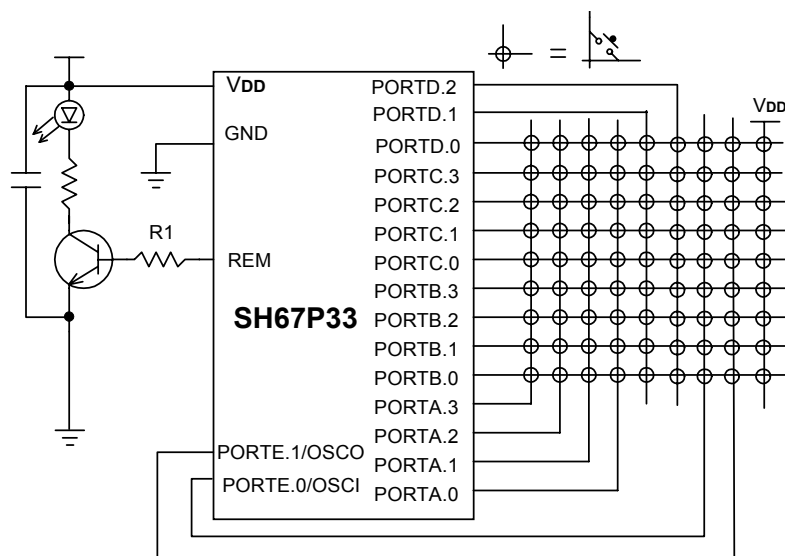 VDD
GND
R1
REM
SH67P33
PORTE.1/OSCO
PORTE.0/OSCI
PORTD.2
PORTD.1
PORTD.0
PORTC.3
PORTC.2
PORTC.1
PORTC.0
PORTB.3
PORTB.2
PORTB.1
PORTB.0
PORTA.3
PORTA.2
PORTA.1
PORTA.0
=
VDD